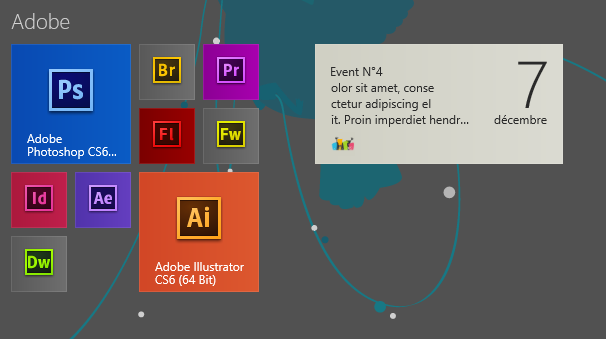 Adobe
Ps
Adobe
Photoshop CS6...
Br
Pr
Fl
Fw
Id
Ae
Dw
Ai
Adobe Illustrator
CS6 (64 Bit)
Event N°4
olor sit amet, conse
ctetur adipiscing el
it. Proin imperdiet hendr...
7
décembre